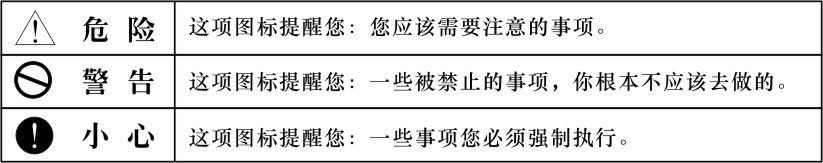 危险 这项图标提醒您：您应该需要注意的事项。
警告 这项图标提醒您：一些被禁止的事项，你根本不应该去做的。
小心 这项图标提醒您：一些事项您必须强制执行。